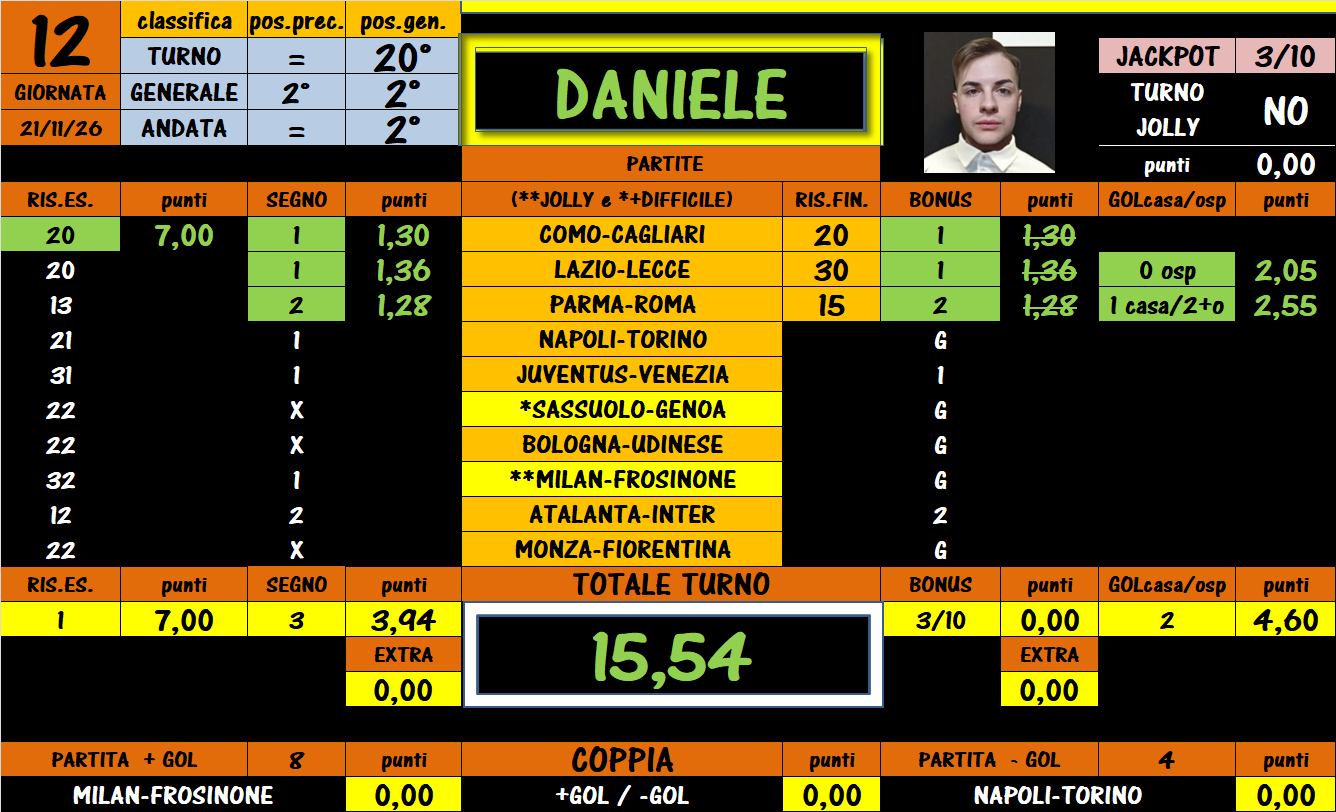 12 classifica pos.prec. pos.gen.
TURNO = 20° JACKPOT 3/10
GIORNATA GENERALE 2° 2° DANIELE TURNO JOLLY NO
21/11/26 ANDATA = 2°
PARTITE punti 0,00
RIS.ES. punti SEGNO punti (**JOLLY e *+DIFFICILE) RIS.FIN. BONUS punti GOLcasa/osp punti
20 7,00 1 1,30 COMO-CAGLIARI 20 1 1,30
20 1 1,36 LAZIO-LECCE 30 1 1,36 0 osp 2,05
13 2 1,28 PARMA-ROMA 15 2 1,28 1 casa/2+o 2,55
21 1 NAPOLI-TORINO G
31 1 JUVENTUS-VENEZIA 1
22 X *SASSUOLO-GENOA G
22 X BOLOGNA-UDINESE G
32 1 **MILAN-FROSINONE G
12 2 ATALANTA-INTER 2
22 X MONZA-FIORENTINA G
RIS.ES. punti SEGNO punti TOTALE TURNO BONUS punti GOLcasa/osp punti
1 7,00 3 3,94 15,54 3/10 0,00 2 4,60
EXTRA EXTRA
0,00 0,00
PARTITA + GOL 8 punti COPPIA punti PARTITA - GOL 4 punti
MILAN-FROSINONE 0,00 +GOL / -GOL 0,00 NAPOLI-TORINO 0,00